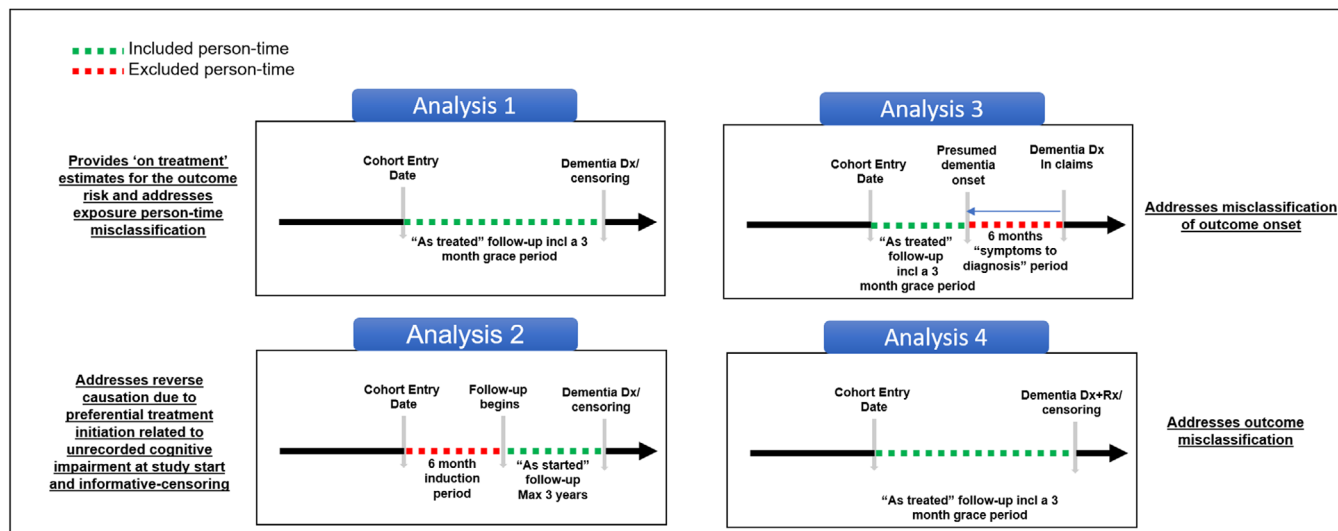 Included person-time
Excluded person-time
Analysis 1
Provides ‘on treatment’
estimates for the outcome
risk and addresses
exposure person-time
misclassification
Cohort Entry
Date
Dementia Dx/
censoring
“As treated” follow-up incl a 3
month grace period
Analysis 3
Cohort Entry
Date
Presumed
dementia
onset
Dementia Dx
In claims
“As treated”
follow-up
incl a 3
month grace period
6 months
“symptoms to
diagnosis” period
Addresses misclassification
of outcome onset
Analysis 2
Addresses reverse
causation due to
preferential treatment
initiation related to
unrecorded cognitive
impairment at study start
and informative-censoring
Cohort Entry
Date
Follow-up
begins
Dementia Dx/
censoring
6 month
induction
period
“As started”
follow-up
Max 3 years
Analysis 4
Cohort Entry
Date
Dementia Dx+Rx/
censoring
“As treated” follow-up incl a 3
month grace period
Addresses outcome
misclassification